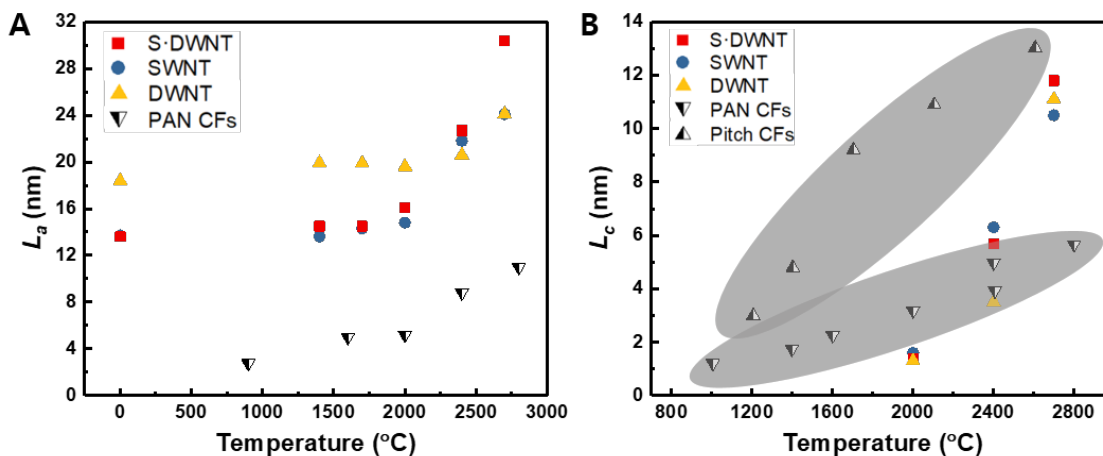 A
32
28
24
20
16
12
8
4
0
La (nm)
S·DWNT
SWNT
DWNT
PAN CFs
0 500 1000 1500 2000 2500 3000
Temperature (°C)
B
14
12
10
8
6
4
2
0
Lc (nm)
S·DWNT
SWNT
DWNT
PAN CFs
Pitch CFs
800 1200 1600 2000 2400 2800
Temperature (°C)